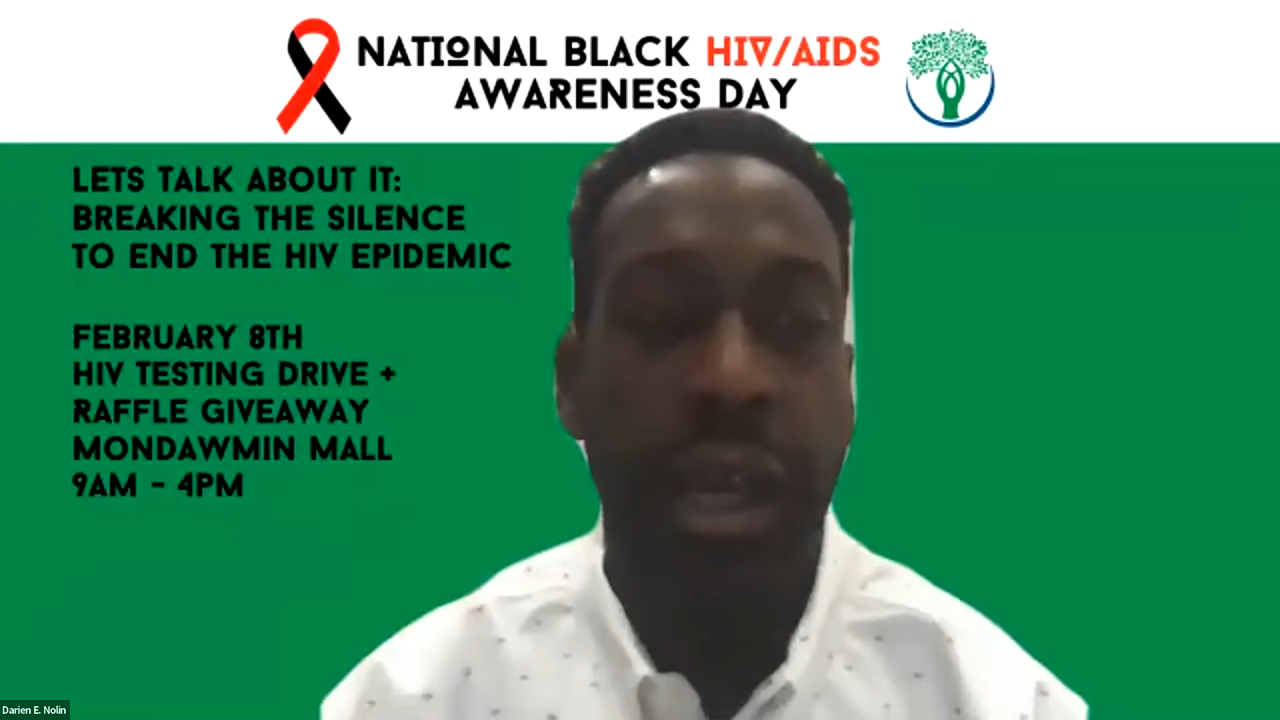 NATIONAL BLACK HIV/AIDS
AWARENESS DAY
LETS TALK ABOUT IT:
BREAKING THE SILENCE
TO END THE HIV EPIDEMIC
FEBRUARY 8TH
HIV TESTING DRIVE +
RAFFLE GIVEAWAY
MONDAWMIN MALL
9AM - 4PM
Darien E. Nolin